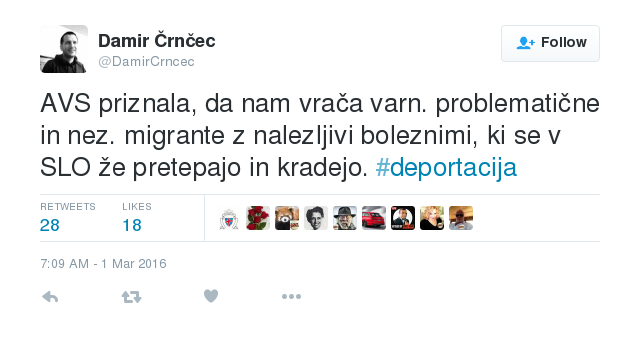 Damir Črnčec
@DamirCrncec
Follow
AVS priznala, da nam vrača varn. problematične
in nez. migrante z nalezljivi boleznimi, ki se v
SLO že pretepajo in kradejo. #deportacija
RETWEETS
28
LIKES
18
7:09 AM - 1 Mar 2016